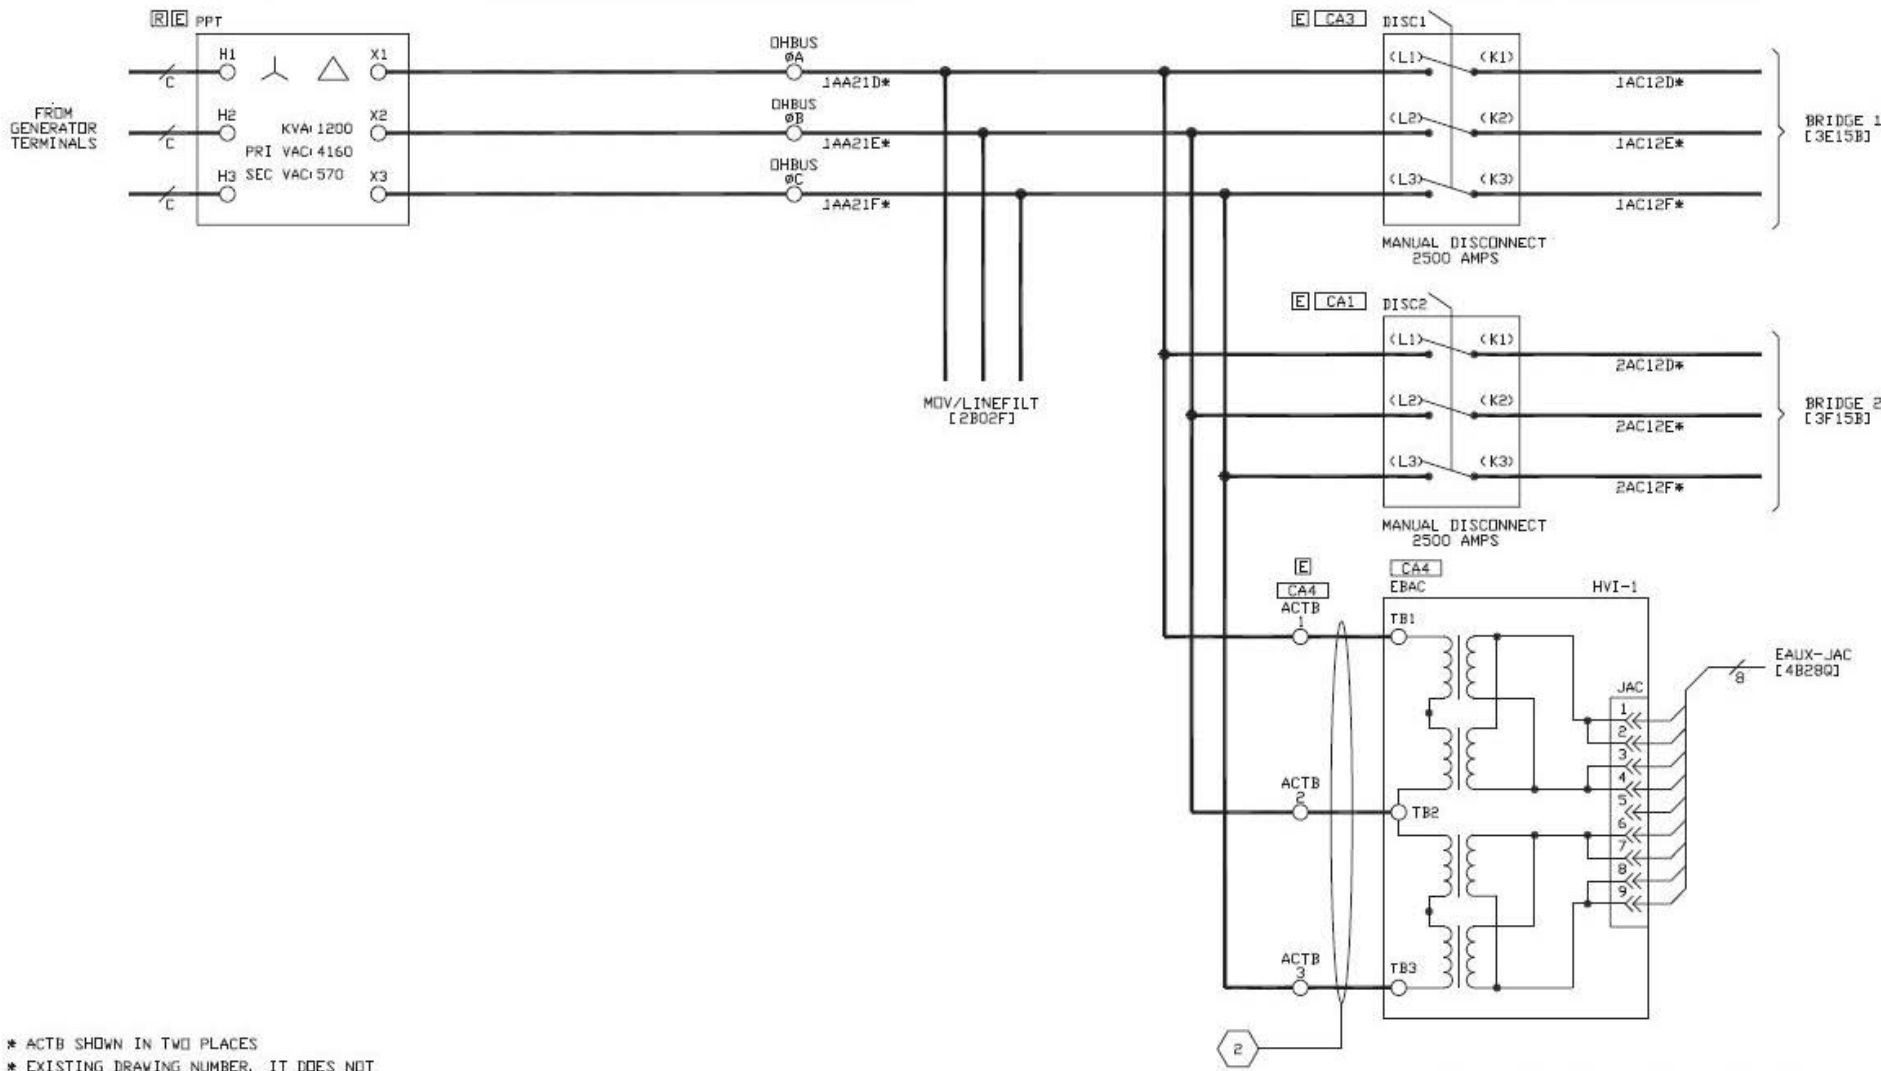 R E PPT
H1 X1
C
H2 X2
C
KVA: 1200
PRI VAC: 4160
H3 SEC VAC: 570 X3
C
FROM
GENERATOR
TERMINALS
OHBUS
øA
1AA21D*
OHBUS
øB
1AA21E*
OHBUS
øC
1AA21F*
MOV/LINEFILT
[2B02F]
E CA3 DISC1
(L1) (K1)
1AC12D*
(L2) (K2)
1AC12E*
(L3) (K3)
1AC12F*
MANUAL DISCONNECT
2500 AMPS
BRIDGE 1
[3E15B]
E CA1 DISC2
(L1) (K1)
2AC12D*
(L2) (K2)
2AC12E*
(L3) (K3)
2AC12F*
MANUAL DISCONNECT
2500 AMPS
BRIDGE 2
[3F15B]
E
CA4
ACTB
1
ACTB
2
ACTB
3
CA4
EBAC HVI-1
TB1
TB2
TB3
JAC
1
2
3
4
5
6
7
8
9
8
EAUX-JAC
[4B28Q]
2
* ACTB SHOWN IN TWO PLACES
* EXISTING DRAWING NUMBER. IT DOES NOT